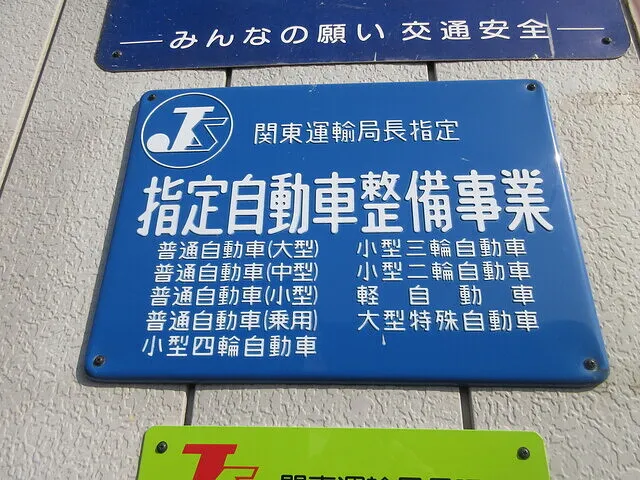 みんなの願い 交通安全
JS 関東運輸局長指定
指定自動車整備事業
普通自動車(大型) 小型三輪自動車
普通自動車(中型) 小型二輪自動車
普通自動車(小型) 軽自動車
普通自動車(乗用) 大型特殊自動車
小型四輪自動車